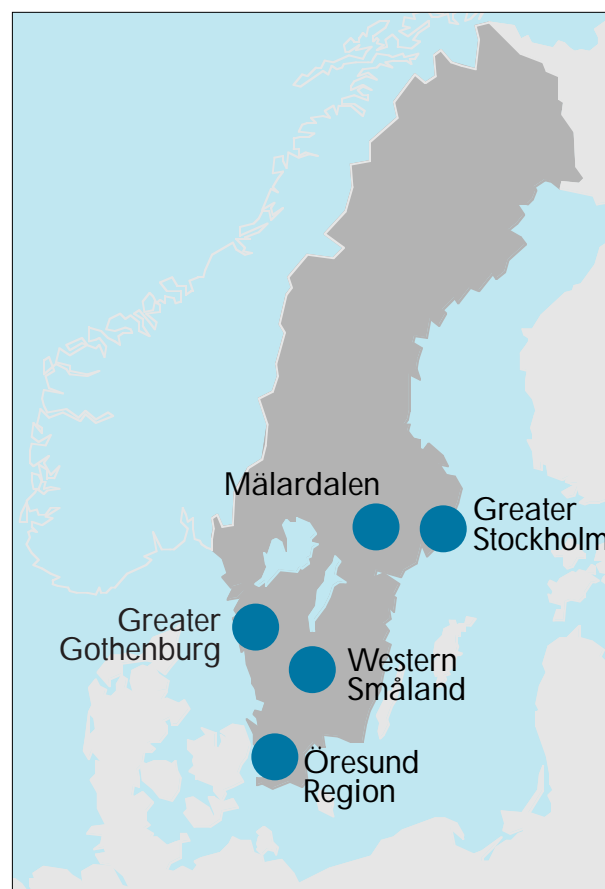 Mälardalen
Greater
Stockholm
Greater
Gothenburg
Western
Småland
Öresund
Region